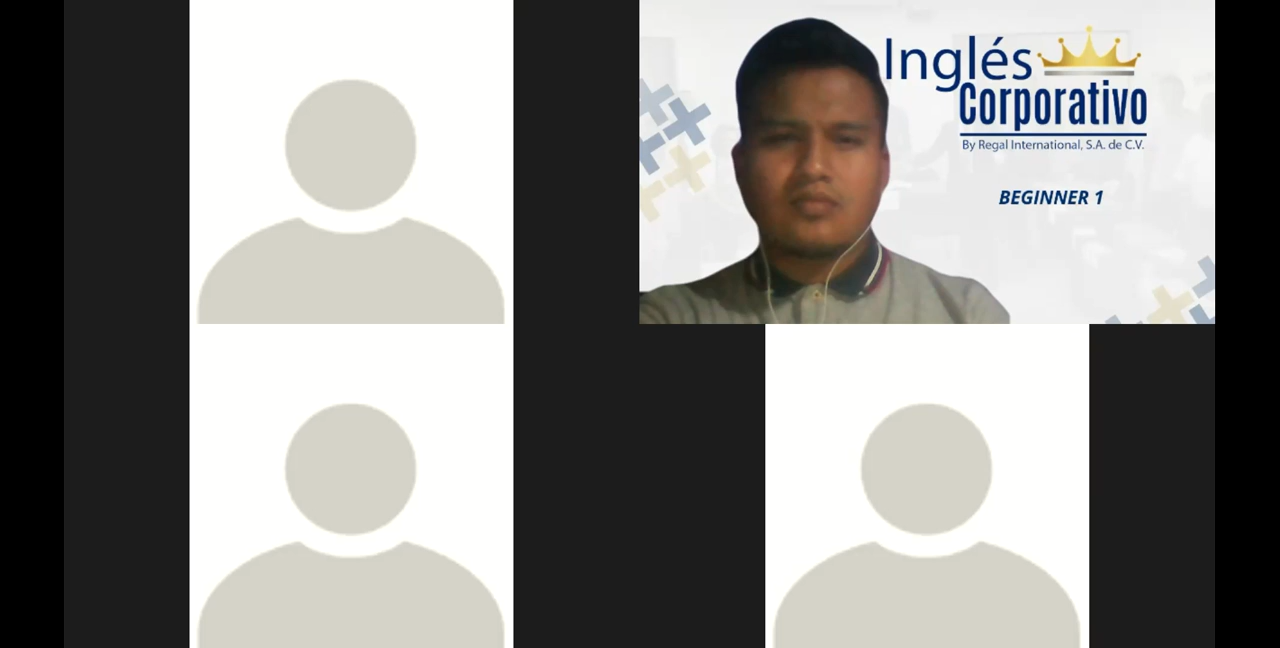 Inglés
Corporativo
By Regal International, S.A. de C.V.
BEGINNER 1